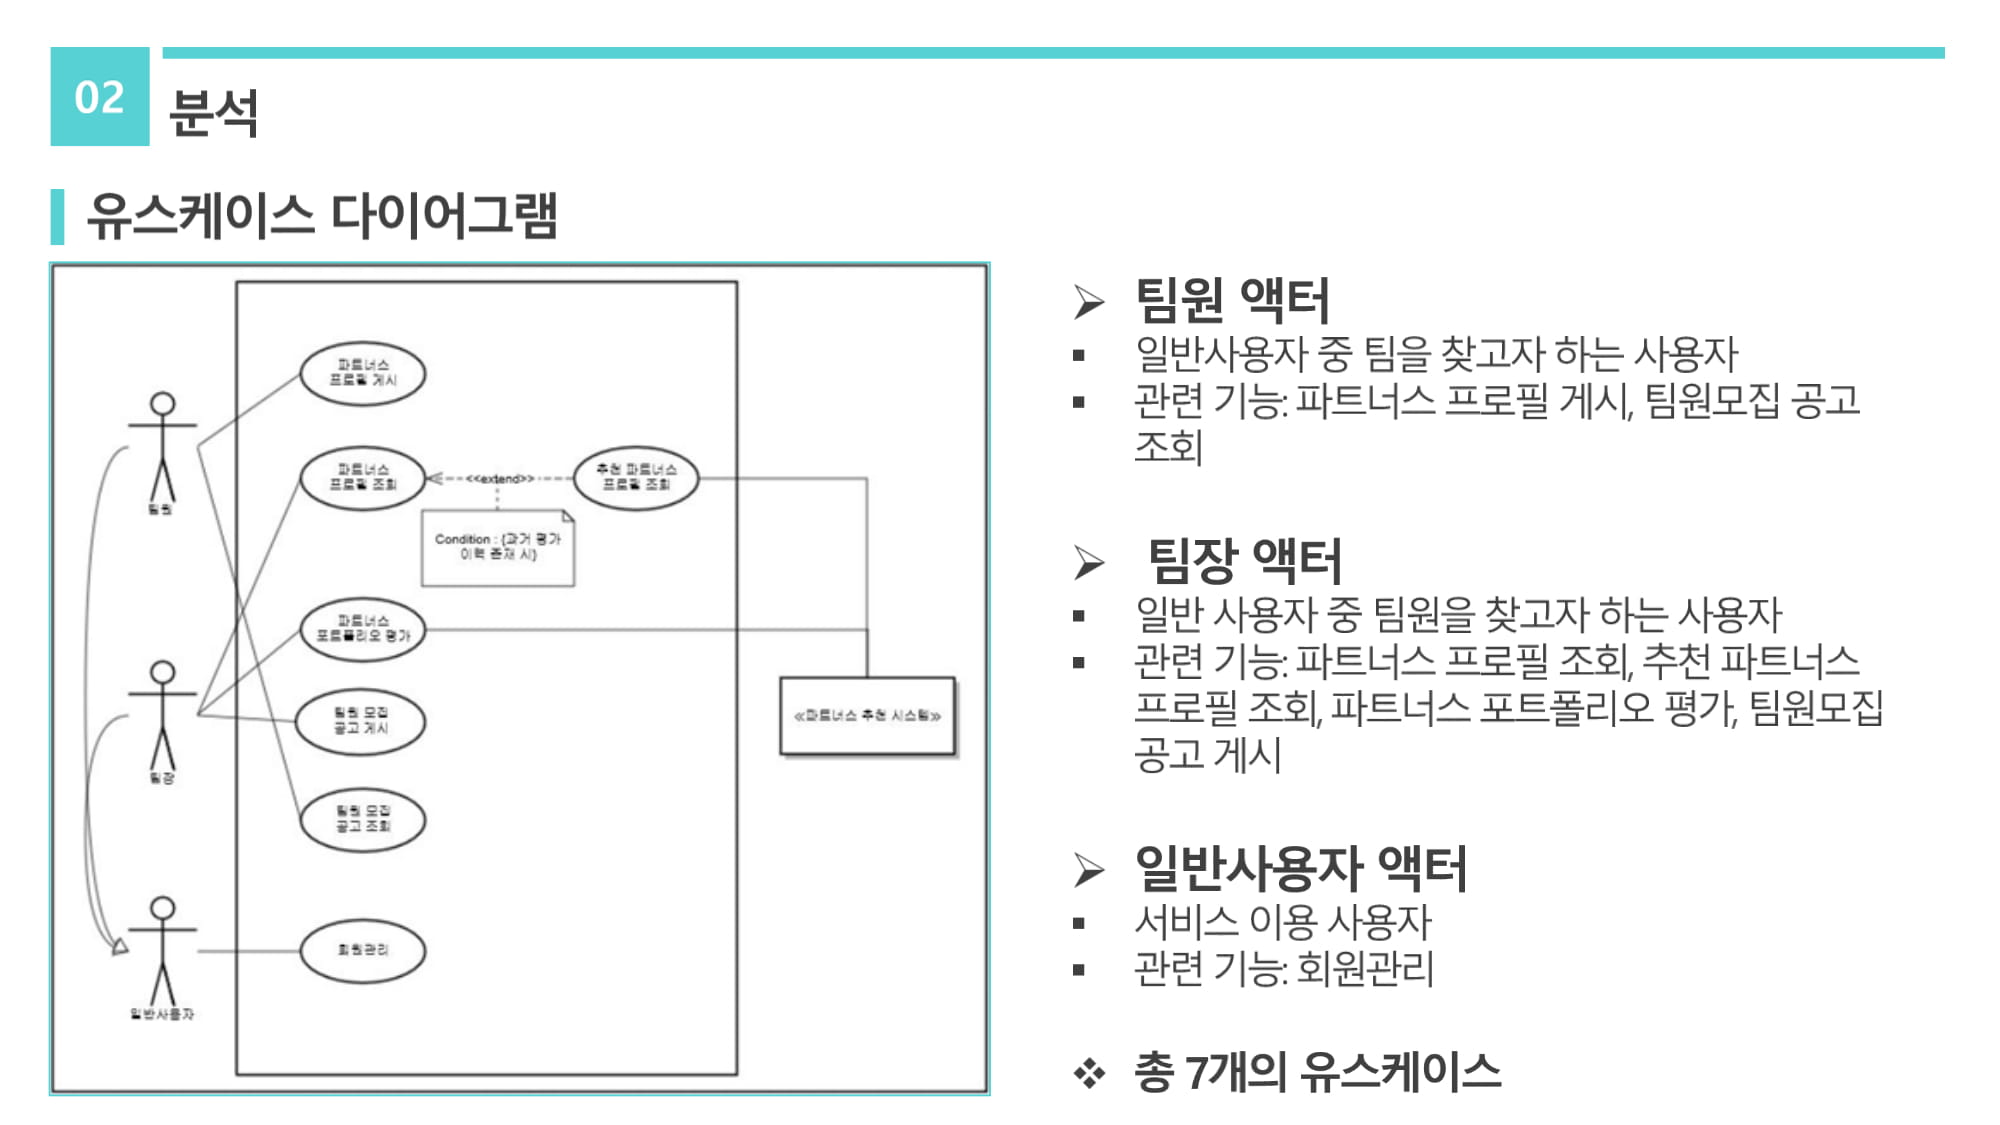 02
분석
유스케이스 다이어그램
파트너스
프로필 게시
팀원
파트너스
프로필 조회
<<extend>>
추천 파트너스
프로필 조회
Condition : {과거 평가
이력 존재 시}
파트너스
포트폴리오 평가
팀장
팀원 모집
공고 게시
≪파트너스 추천 시스템≫
팀원 모집
공고 조회
일반사용자
회원관리
팀원 액터
일반사용자 중 팀을 찾고자 하는 사용자
관련 기능: 파트너스 프로필 게시, 팀원모집 공고
조회
팀장 액터
일반 사용자 중 팀원을 찾고자 하는 사용자
관련 기능: 파트너스 프로필 조회, 추천 파트너스
프로필 조회, 파트너스 포트폴리오 평가, 팀원모집
공고 게시
일반사용자 액터
서비스 이용 사용자
관련 기능: 회원관리
총 7개의 유스케이스